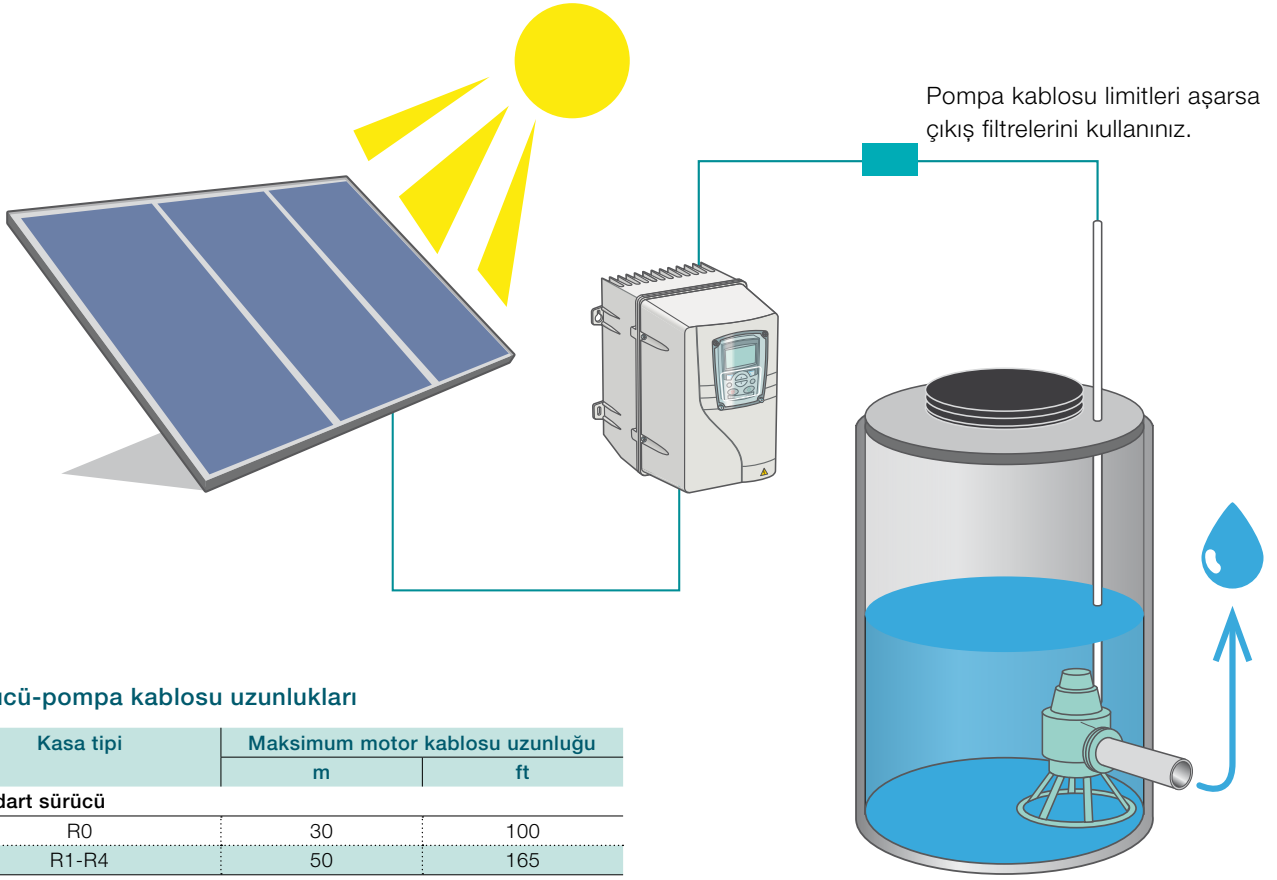 Pompa kablosu limitleri aşarsa
çıkış filtrelerini kullanınız.
ücü-pompa kablosu uzunlukları
Kasa tipi Maksimum motor kablosu uzunluğu
m ft
dart sürücü
R0 30 100
R1-R4 50 165